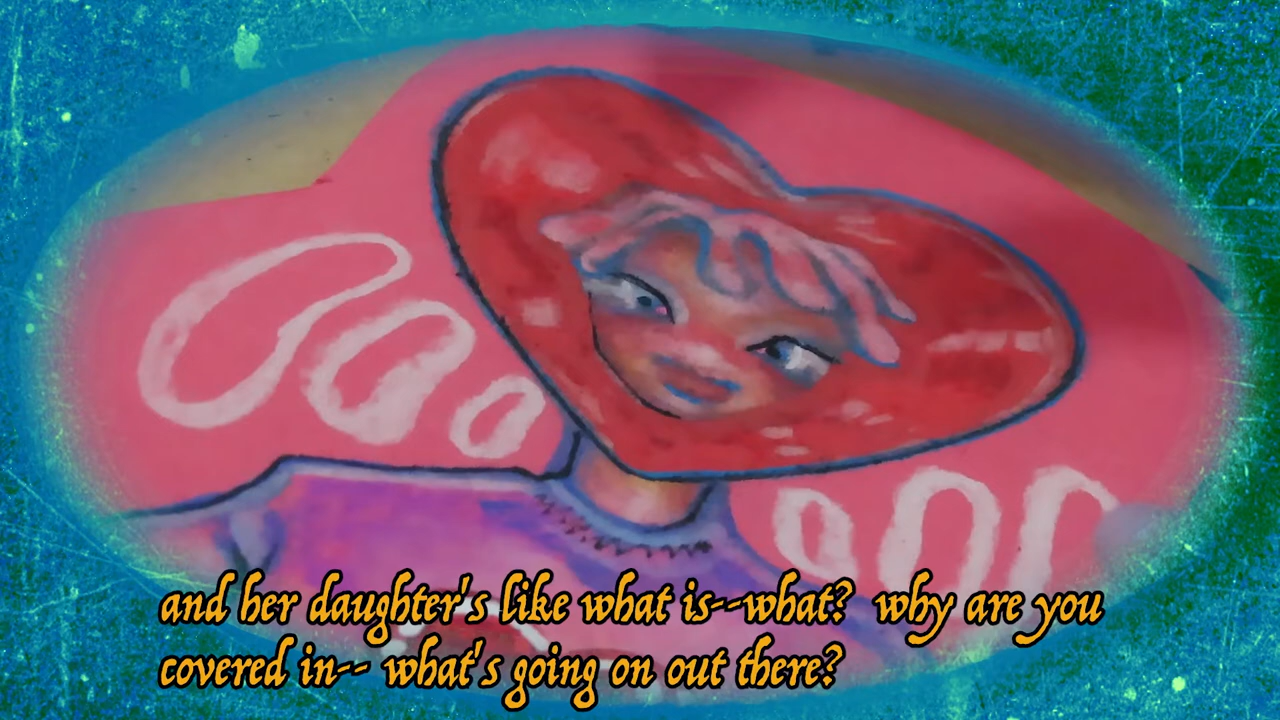 and her daughter's like what is--what?  why are you
covered in-- what's going on out there?